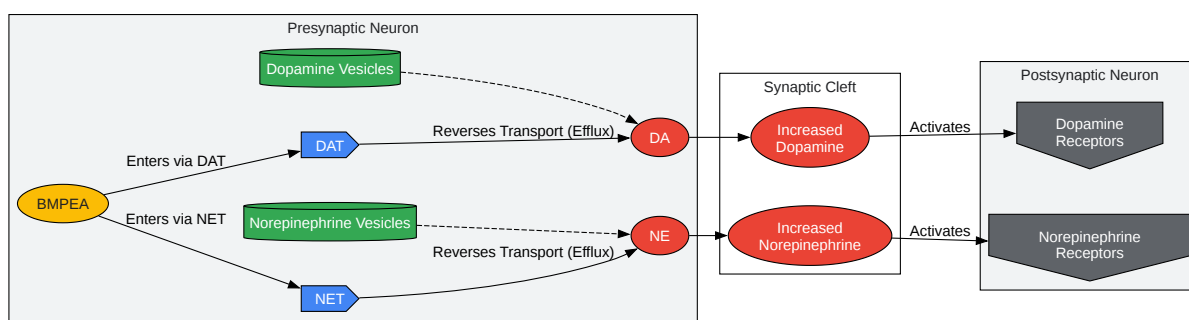 Presynaptic Neuron
Dopamine Vesicles
Synaptic Cleft
Postsynaptic Neuron
Reverses Transport (Efflux)
DAT
DA
Increased
Dopamine
Activates
Dopamine
Receptors
Enters via DAT
BMPEA
Enters via NET
Norepinephrine Vesicles
NE
Increased
Norepinephrine
Activates
Norepinephrine
Receptors
Reverses Transport (Efflux)
NET